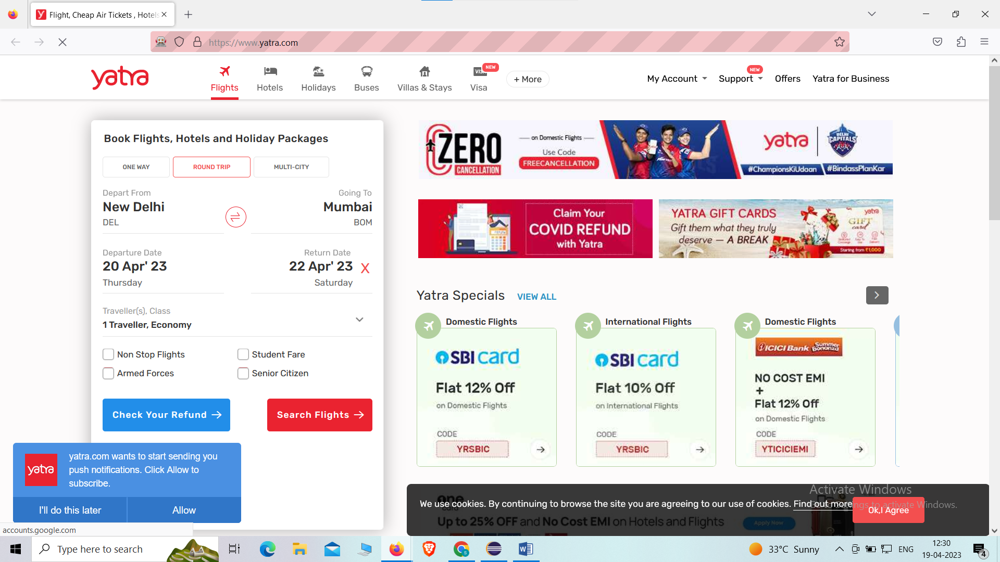 Flight, Cheap Air Tickets , Hotels
https://www.yatra.com
yatra
Flights
Hotels
Holidays
Buses
Villas & Stays
VISA
NEW
Visa
+ More
My Account
Support
NEW
Offers
Yatra for Business
Book Flights, Hotels and Holiday Packages
ONE WAY
ROUND TRIP
MULTI-CITY
Depart From
New Delhi
DEL
Going To
Mumbai
BOM
Departure Date
20 Apr' 23
Thursday
Return Date
22 Apr' 23 X
Saturday
Traveller(s), Class
1 Traveller, Economy
Non Stop Flights
Student Fare
Armed Forces
Senior Citizen
Check Your Refund
Search Flights
ZERO
CANCELLATION
on Domestic Flights
Use Code
FREECANCELLATION
yatra
DELHI
CAPITALS
#ChampionsKiUdaan
#BindassPlanKar
Claim Your
COVID REFUND
with Yatra
YATRA GIFT CARDS
Gift them what they truly
deserve — A BREAK
yatra
GIFT
card
Starting from ₹1,000
Yatra Specials
VIEW ALL
Domestic Flights
SBI card
Flat 12% Off
on Domestic Flights
CODE
YRSBIC
International Flights
SBI card
Flat 10% Off
on International Flights
CODE
YRSBIC
Domestic Flights
ICICI Bank Summer Bonanza
NO COST EMI
+
Flat 12% Off
on Domestic Flights
CODE
YTICICIEMI
yatra
yatra.com wants to start sending you
push notifications. Click Allow to
subscribe.
I'll do this later
Allow
accounts.google.com
one
We use cookies. By continuing to browse the site you are agreeing to our use of cookies. Find out more
Ok,I Agree
Up to 25% OFF and No Cost EMI on Hotels and Flights
Apply Now
Activate Windows
Go to Settings to activate Windows.
Type here to search
33°C Sunny
ENG
12:30
19-04-2023
4